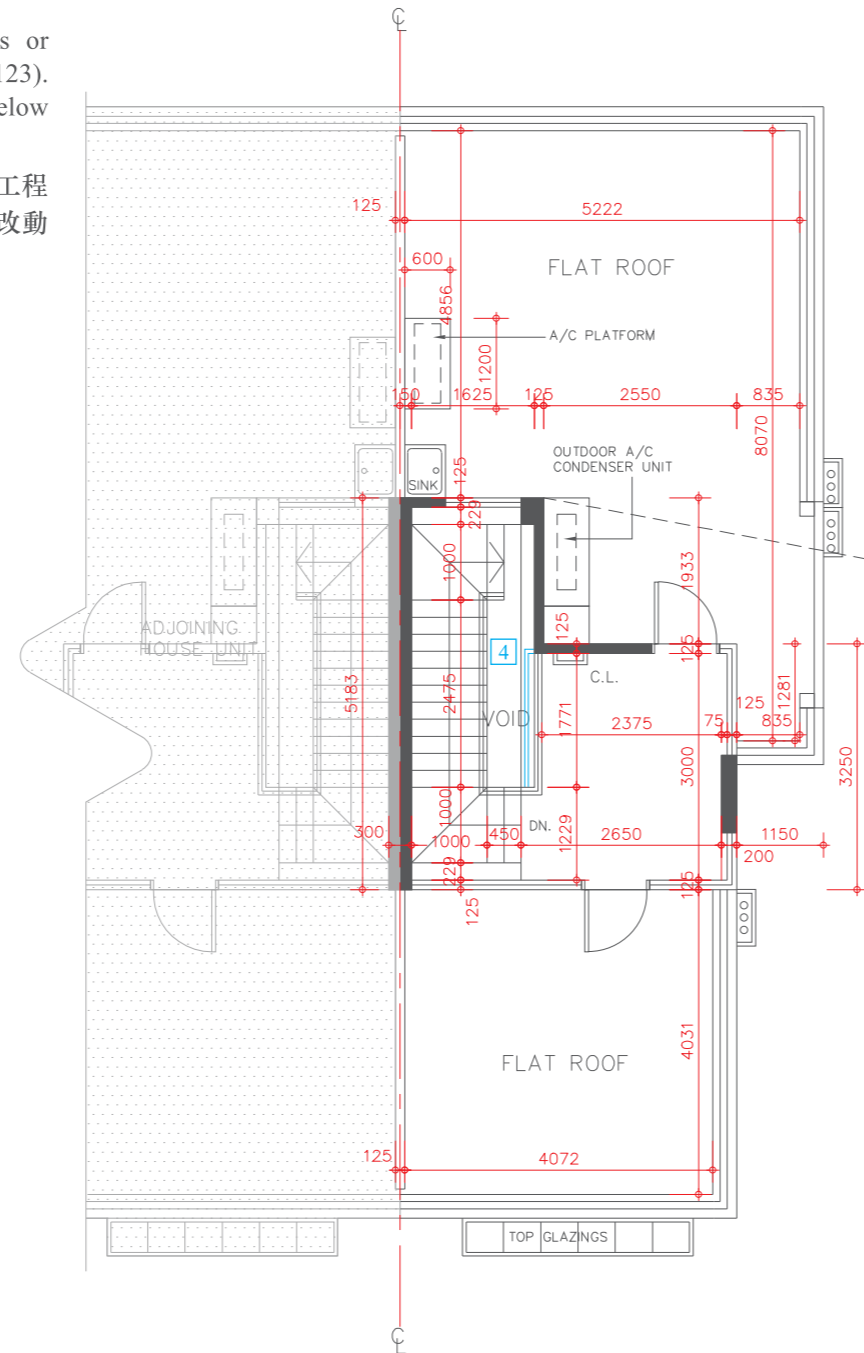 s or
123).
elow
工程
改動
℄
125
5222
600
FLAT ROOF
4856
A/C PLATFORM
1200
150
1625
125
2550
835
8070
OUTDOOR A/C
CONDENSER UNIT
125
SINK
229
1000
1933
ADJOINING
HOUSE UNIT
125
125
4
C.L.
5183
2475
VOID
1771
2375
75
125
835
1281
3000
3250
300
1000
1000
450
DN.
1229
2650
1150
200
229
125
125
4031
FLAT ROOF
125
4072
TOP GLAZINGS
℄